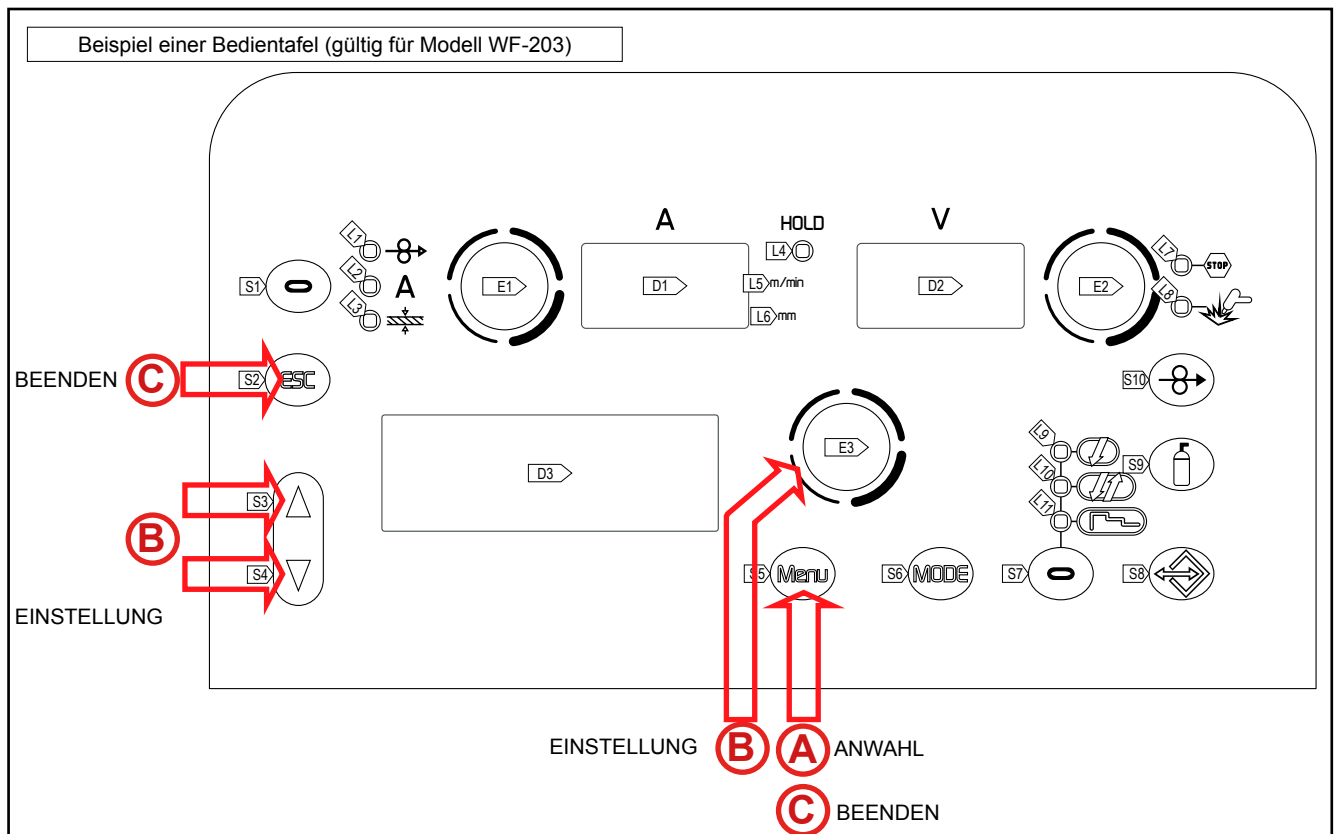 Beispiel einer Bedientafel (gültig für Modell WF-203)
A HOLD V
L1 L4 L7 STOP
L2 A
S1 E1 D1 L5 m/min D2 E2 L8
L3 L6 mm
BEENDEN C S2 ESC S10
D3 E3 L9
L10 S9
S3 L11
B
S4 S5 Menu S6 MODE S7 S8
EINSTELLUNG
EINSTELLUNG B A ANWAHL
C BEENDEN